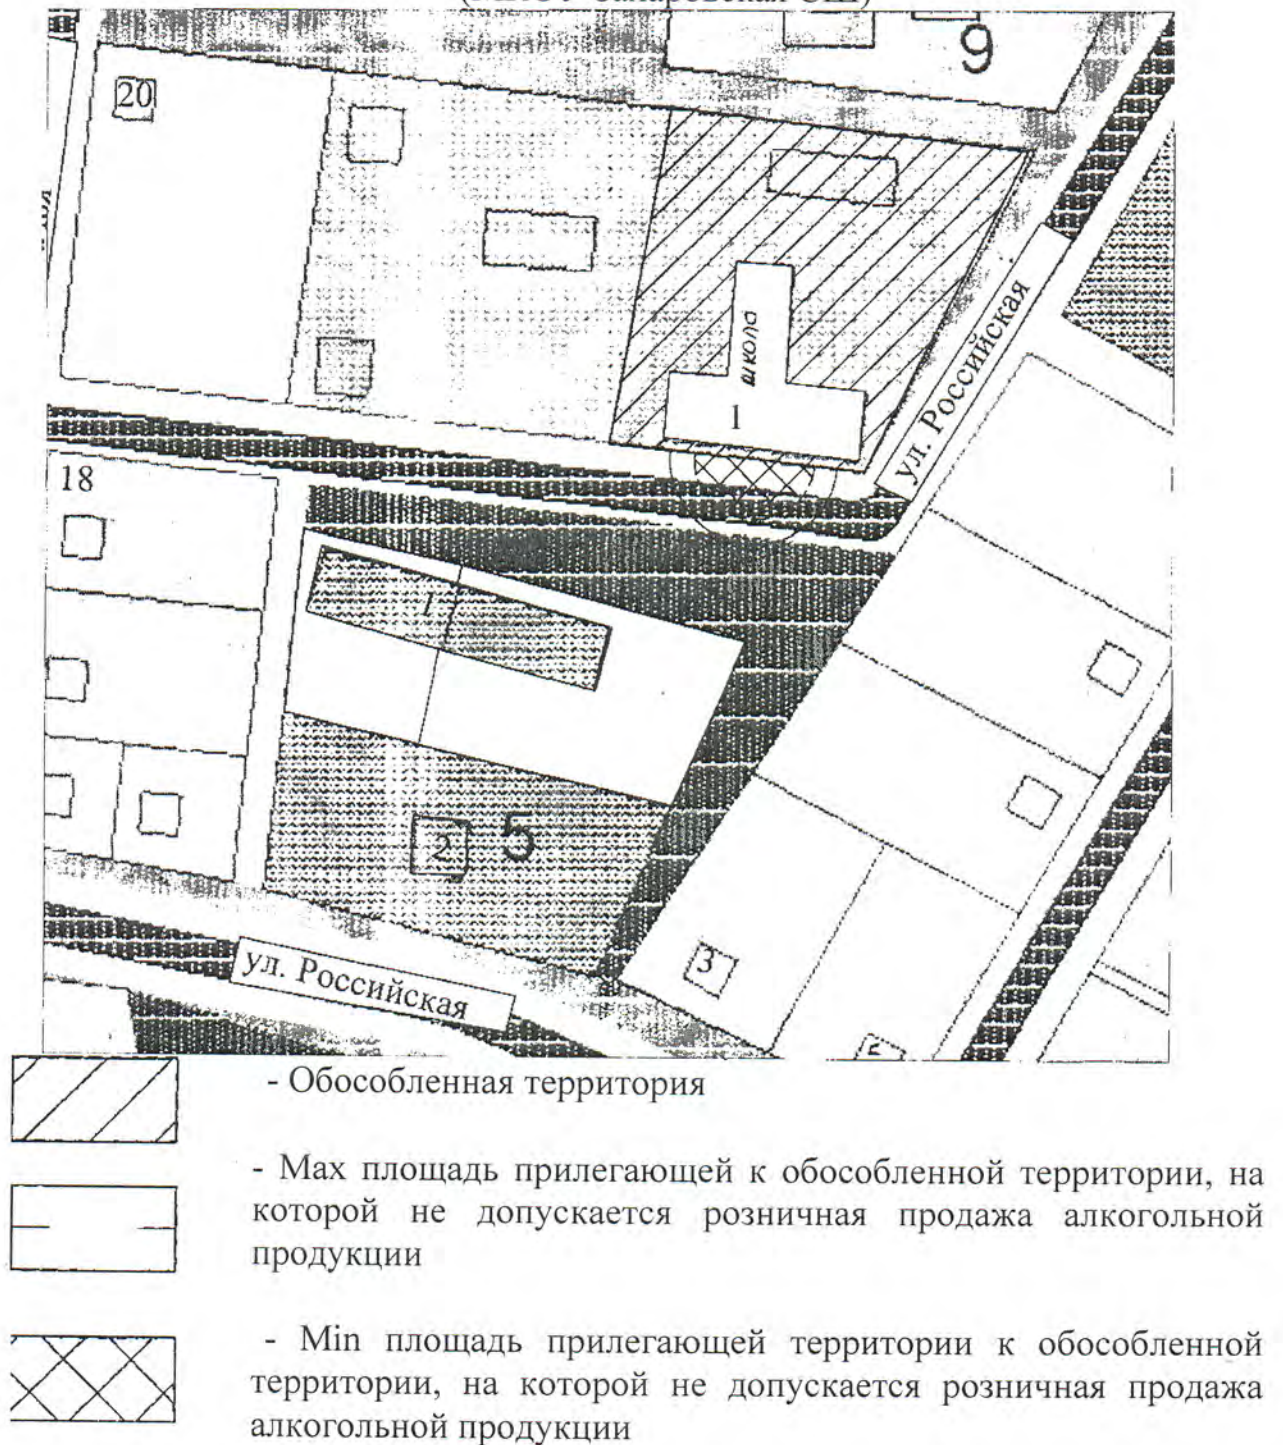 9
20
школа
1
ул. Российская
18
1
2
5
3
ул. Российская
5
- Обособленная территория
- Max площадь прилегающей к обособленной территории, на
которой не допускается розничная продажа алкогольной
продукции
- Min площадь прилегающей территории к обособленной
территории, на которой не допускается розничная продажа
алкогольной продукции